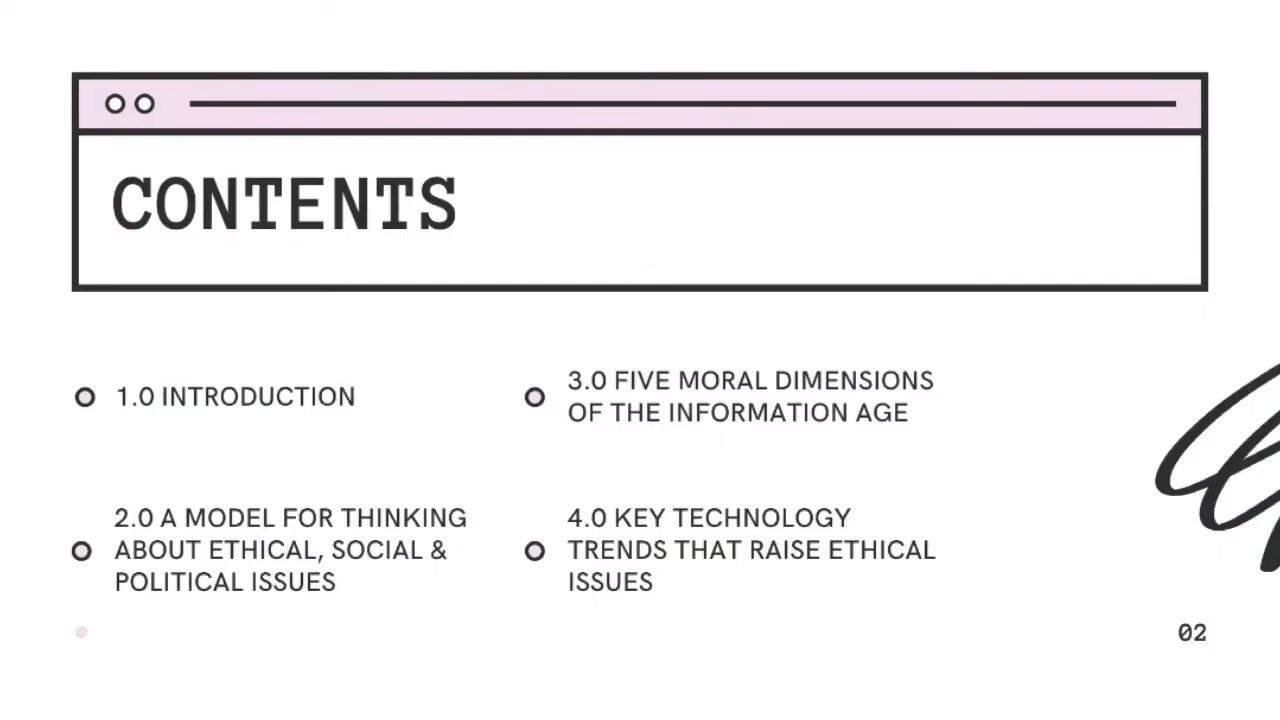 CONTENTS
1.0 INTRODUCTION
2.0 A MODEL FOR THINKING
ABOUT ETHICAL, SOCIAL &
POLITICAL ISSUES
3.0 FIVE MORAL DIMENSIONS
OF THE INFORMATION AGE
4.0 KEY TECHNOLOGY
TRENDS THAT RAISE ETHICAL
ISSUES
02